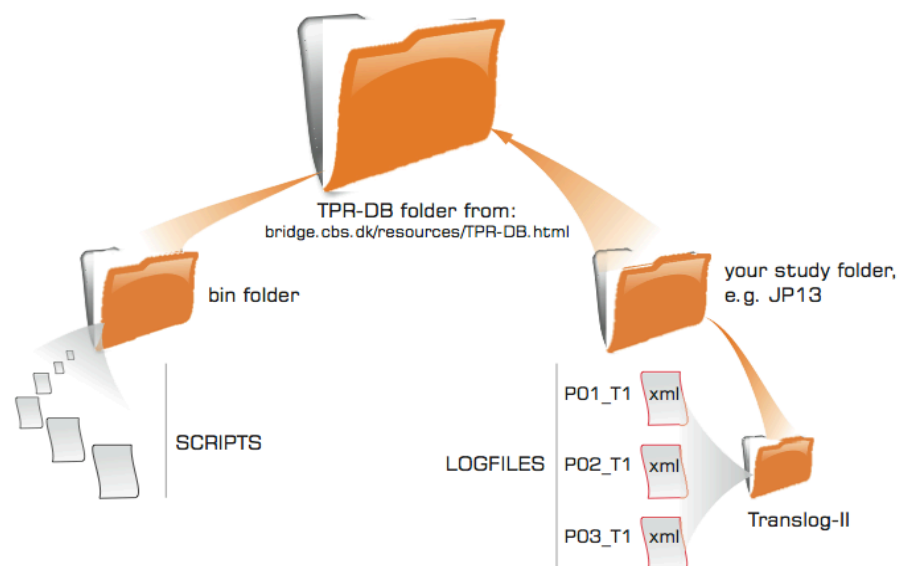 TPR-DB folder from:
bridge.cbs.dk/resources/TPR-DB.html
bin folder
your study folder,
e.g. JP13
SCRIPTS
LOGFILES
P01_T1
xml
P02_T1
xml
P03_T1
xml
Translog-II